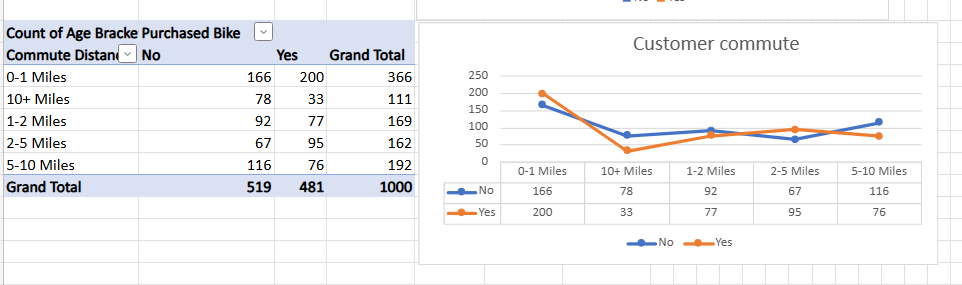 Count of Age Bracke Purchased Bike
Commute Distan No Yes Grand Total
0-1 Miles 166 200 366
10+ Miles 78 33 111
1-2 Miles 92 77 169
2-5 Miles 67 95 162
5-10 Miles 116 76 192
Grand Total 519 481 1000
Customer commute
250
200
150
100
50
0
0-1 Miles 10+ Miles 1-2 Miles 2-5 Miles 5-10 Miles
No 166 78 92 67 116
Yes 200 33 77 95 76
No Yes